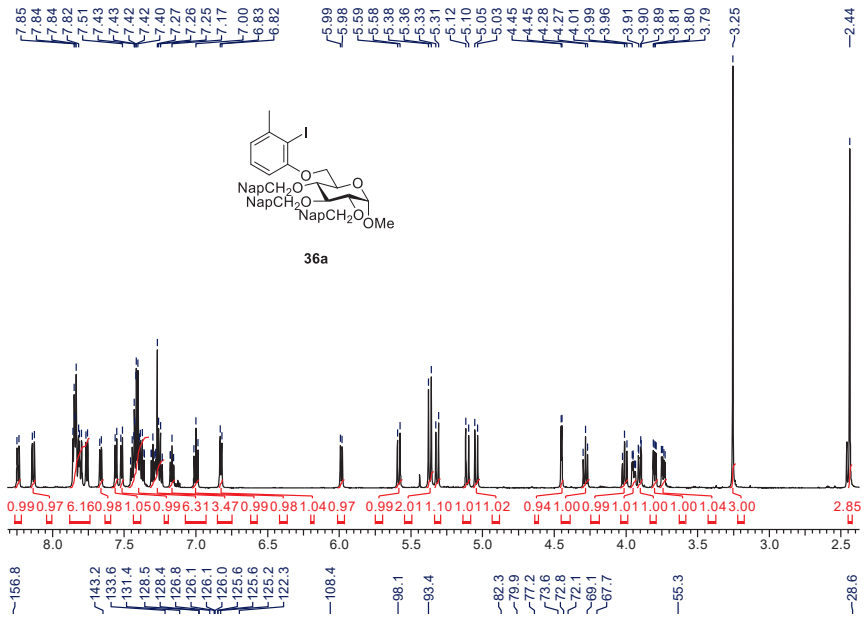 7.85 7.84 7.84 7.82 7.51 7.43 7.43 7.42 7.42 7.40 7.27 7.26 7.25 7.17 7.00 6.83 6.82 5.99 5.98 5.59 5.58 5.38 5.36 5.33 5.31 5.12 5.10 5.05 5.03 4.45 4.45 4.28 4.27 4.01 3.99 3.96 3.91 3.90 3.89 3.81 3.80 3.79 3.25 2.44
I
O
O
NapCH2O
NapCH2O
NapCH2O
OMe
36a
0.99 0.97 6.16 0.98 1.05 0.99 6.31 3.47 0.99 0.98 1.04 0.97 0.99 2.01 1.10 1.01 1.02 0.94 1.00 0.99 1.01 1.00 1.00 1.04 3.00 2.85
8.0 7.5 7.0 6.5 6.0 5.5 5.0 4.5 4.0 3.5 3.0 2.5
156.8 143.2 133.6 131.4 128.5 128.4 126.8 126.1 126.1 126.0 125.6 125.6 125.2 122.3 108.4 98.1 93.4 82.3 79.9 77.2 73.6 72.8 72.1 69.1 67.7 55.3 28.6